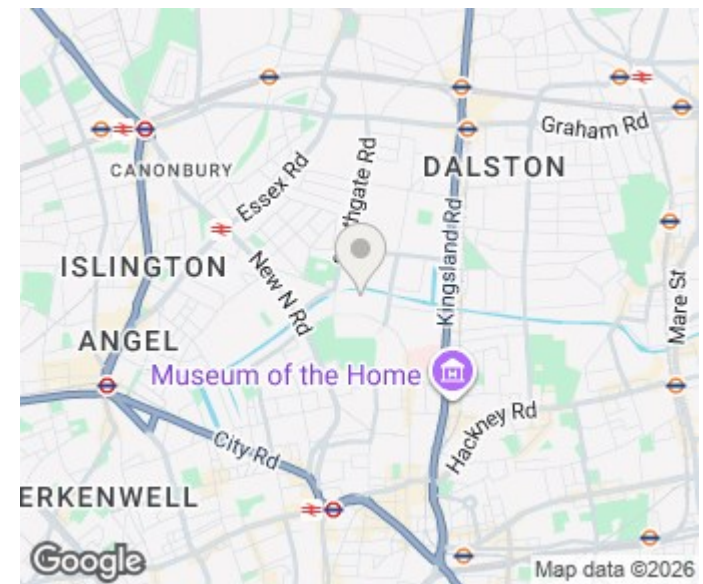 Graham Rd
DALSTON
CANONBURY
Essex Rd
thgate Rd
ISLINGTON
New N Rd
Kingsland Rd
Mare St
ANGEL
Museum of the Home
Hackney Rd
City Rd
ERKENWELL
Google
Map data ©2026